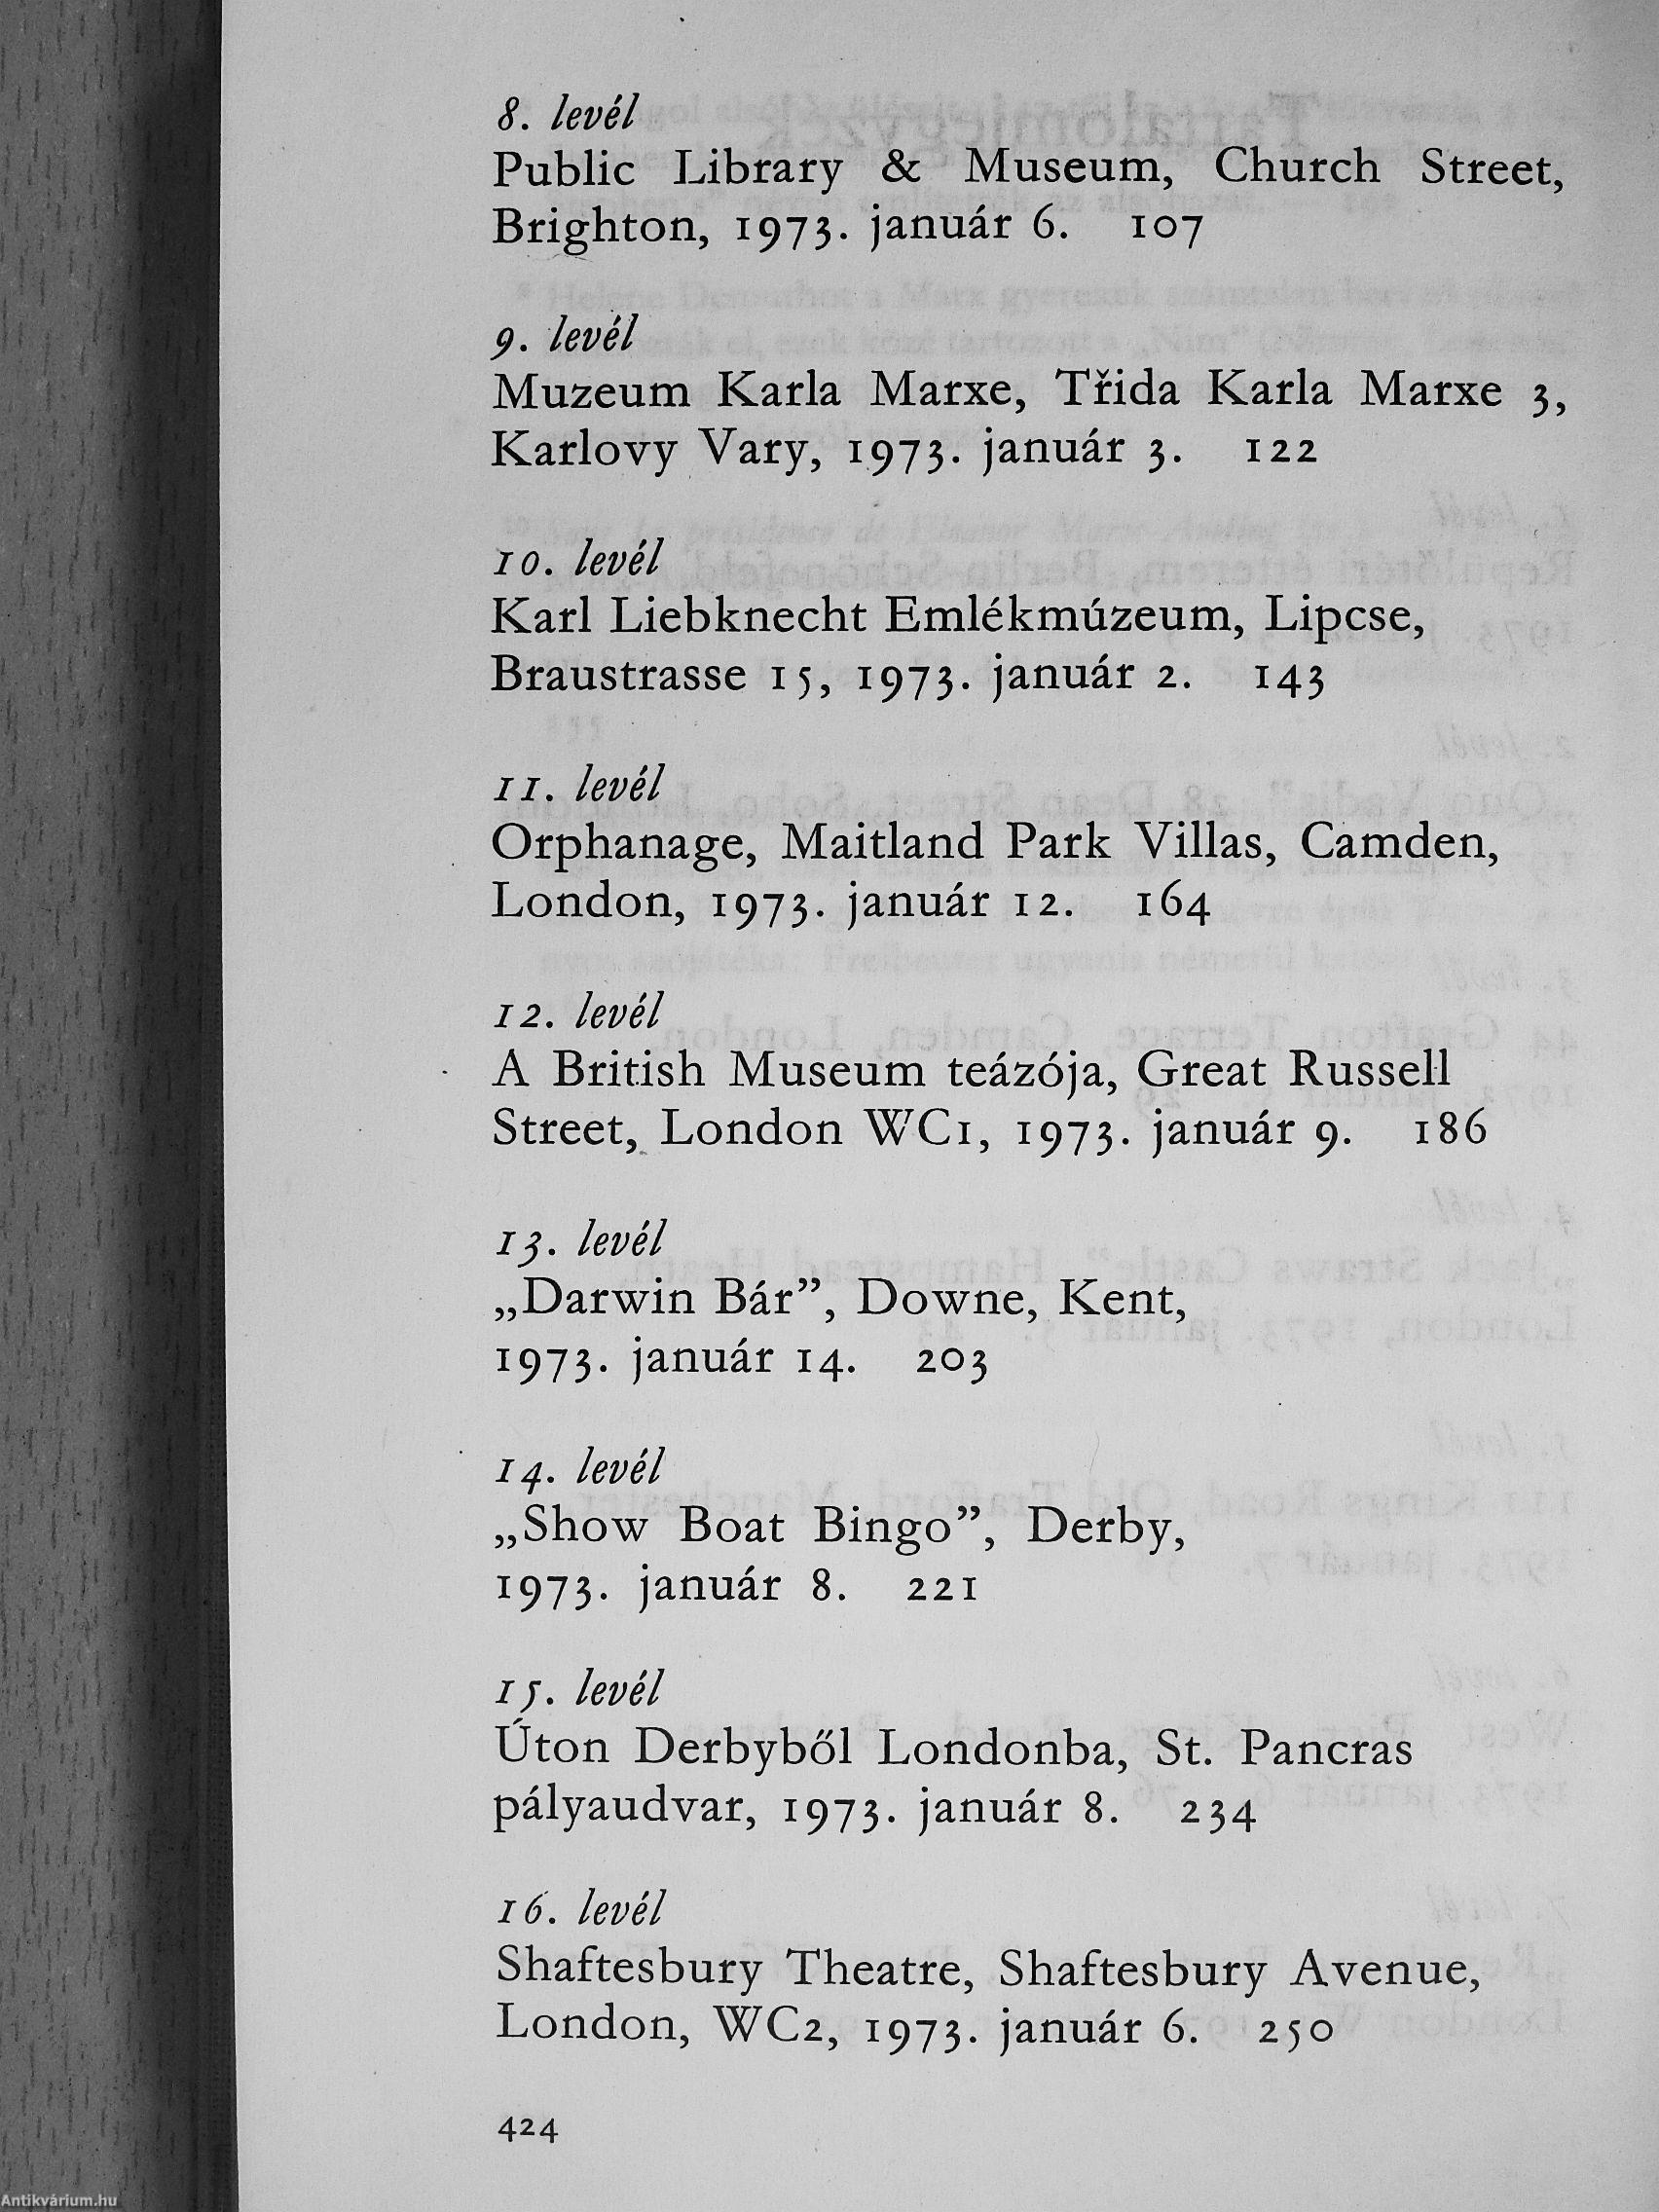 8. levél
Public Library & Museum, Church Street,
Brighton, 1973. január 6. 107
9. levél
Muzeum Karla Marxe, Třida Karla Marxe 3,
Karlovy Vary, 1973. január 3. 122
10. levél
Karl Liebknecht Emlékmúzeum, Lipcse,
Braustrasse 15, 1973. január 2. 143
11. levél
Orphanage, Maitland Park Villas, Camden,
London, 1973. január 12. 164
12. levél
A British Museum teázója, Great Russell
Street, London WC1, 1973. január 9. 186
13. levél
„Darwin Bár”, Downe, Kent,
1973. január 14. 203
14. levél
„Show Boat Bingo”, Derby,
1973. január 8. 221
15. levél
Úton Derbyből Londonba, St. Pancras
pályaudvar, 1973. január 8. 234
16. levél
Shaftesbury Theatre, Shaftesbury Avenue,
London, WC2, 1973. január 6. 250
424
Antikvárium.hu